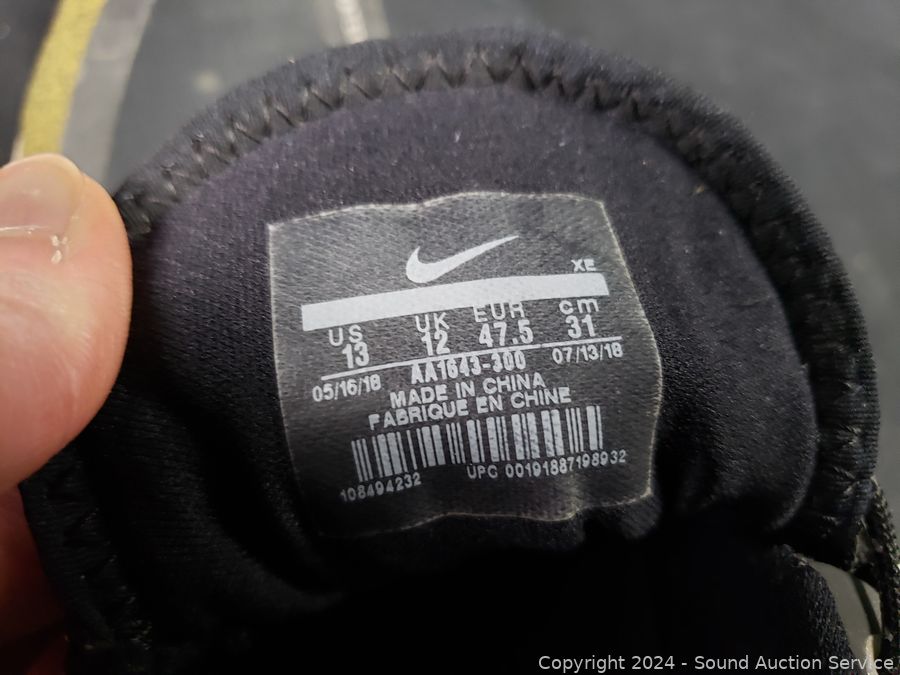 XE
US UK EUR cm
13 12 47.5 31
05/16/18 AA1643-300 07/13/18
MADE IN CHINA
FABRIQUE EN CHINE
108494232 UPC 00191887198932
Copyright 2024 - Sound Auction Service